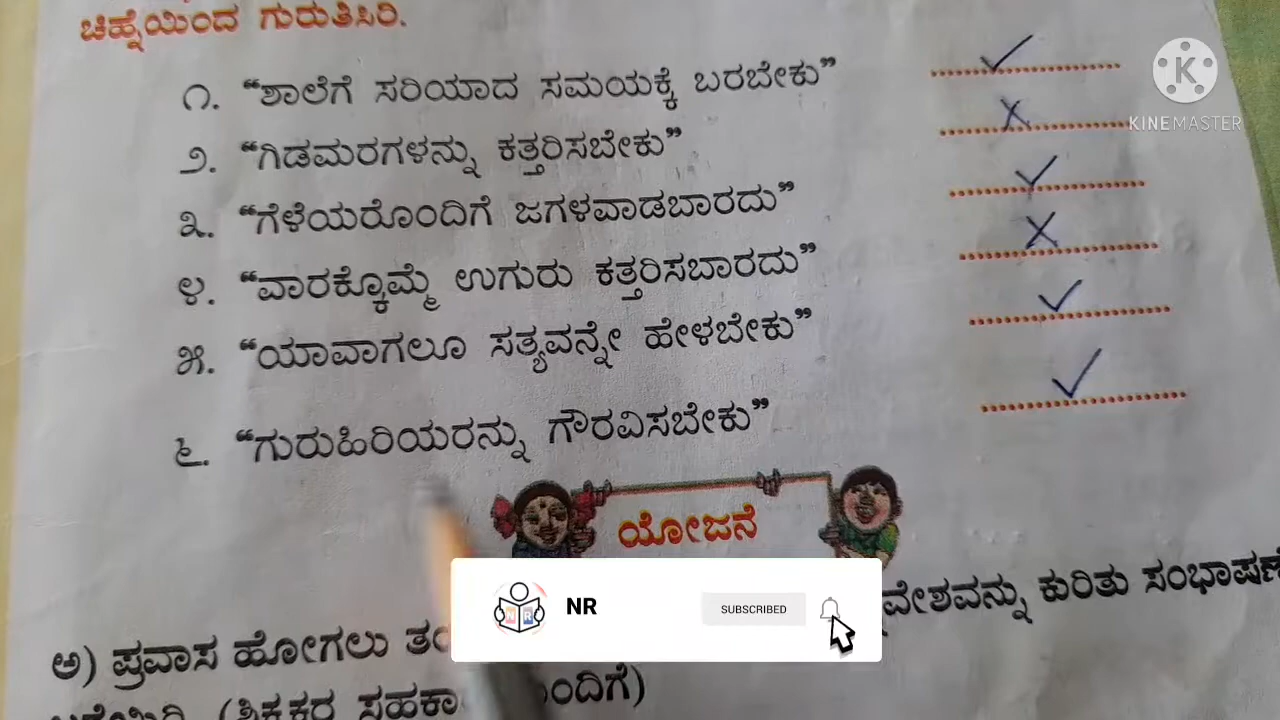 ಚಿಹ್ನೆಯಿಂದ ಗುರುತಿಸಿರಿ.
೧. “ಶಾಲೆಗೆ ಸರಿಯಾದ ಸಮಯಕ್ಕೆ ಬರಬೇಕು” ✓
೨. “ಗಿಡಮರಗಳನ್ನು ಕತ್ತರಿಸಬೇಕು” ✗
೩. “ಗೆಳೆಯರೊಂದಿಗೆ ಜಗಳವಾಡಬಾರದು” ✓
೪. “ವಾರಕ್ಕೊಮ್ಮೆ ಉಗುರು ಕತ್ತರಿಸಬಾರದು” ✗
೫. “ಯಾವಾಗಲೂ ಸತ್ಯವನ್ನೇ ಹೇಳಬೇಕು” ✓
೬. “ಗುರುಹಿರಿಯರನ್ನು ಗೌರವಿಸಬೇಕು” ✓
K
KINEMASTER
ಯೋಜನೆ
NR SUBSCRIBED
ಅ) ಪ್ರವಾಸ ಹೋಗಲು ಕುರಿತು
(ಶಿಕ್ಷಕರ